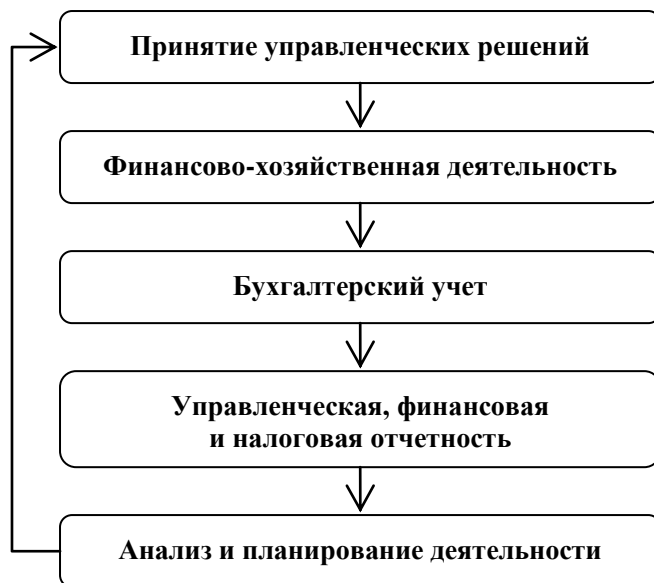 Принятие управленческих решений
Финансово-хозяйственная деятельность
Бухгалтерский учет
Управленческая, финансовая
и налоговая отчетность
Анализ и планирование деятельности